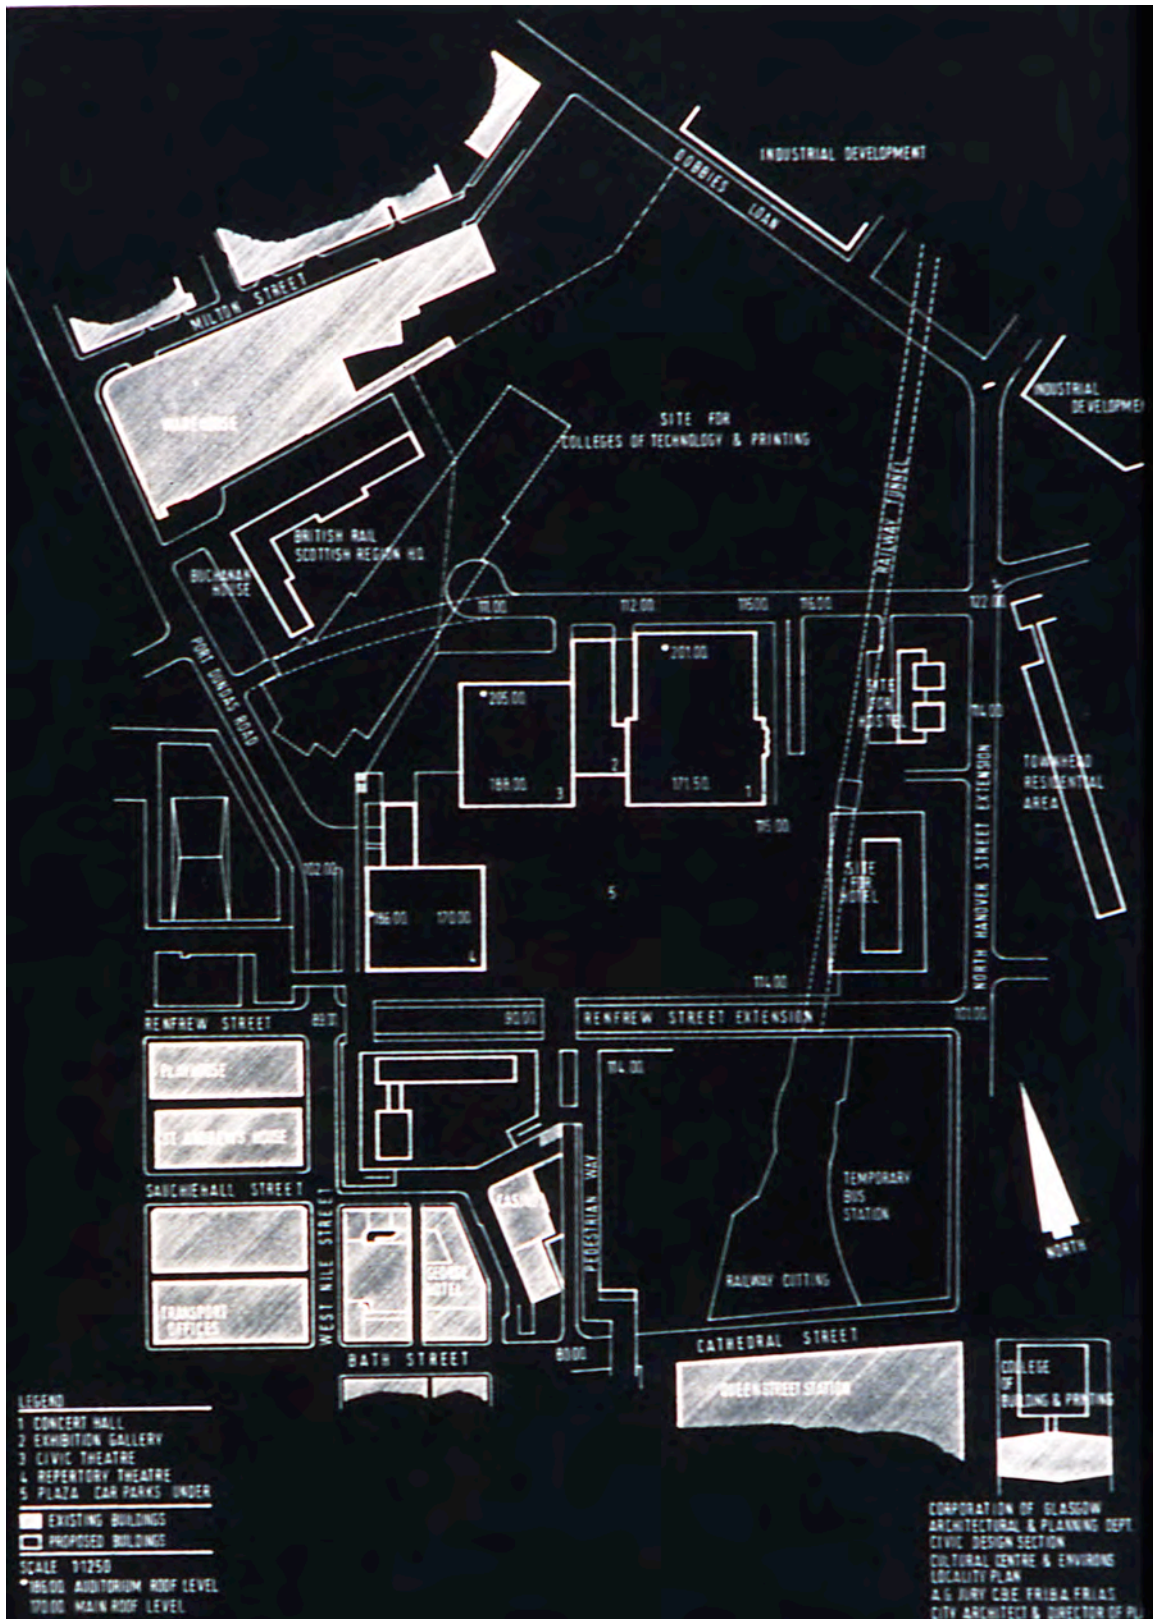 INDUSTRIAL DEVELOPMENT
DOBBIES
LOAN
MILTON STREET
INDUSTRIAL
DEVELOPME
WAREHOUSE
SITE FOR
COLLEGES OF TECHNOLOGY & PRINTING
RAILWAY TUNNEL
BRITISH RAIL
SCOTTISH REGION HQ.
BUCHANAN
HOUSE
111.00.
112.00.
115.00.
116.00.
122.00.
PORT DUNDAS ROAD
201.00.
205.00.
SITE
FOR
HOSTEL
114.00.
2
188.00.
3
171.50.
1
TOWNHEAD
RESIDENTIAL
AREA
115.00.
NORTH HANOVER STREET EXTENSION
102.00.
SITE
FOR
HOTEL
5
186.00.
170.00.
4
114.00.
RENFREW STREET
89.00.
90.00.
RENFREW STREET EXTENSION
101.00.
PLAYHOUSE
114.00.
ST ANDREWS HOUSE
SAUCHIEHALL STREET
WEST NILE STREET
PEDESTRIAN WAY
TEMPORARY
BUS
STATION
NORTH
GEORGE
HOTEL
RAILWAY CUTTING
TRANSPORT
OFFICES
BATH STREET
80.00.
CATHEDRAL STREET
QUEEN STREET STATION
COLLEGE
OF
BUILDING & PRINTING
LEGEND
1 CONCERT HALL
2 EXHIBITION GALLERY
3 CIVIC THEATRE
4 REPERTORY THEATRE
5 PLAZA CAR PARKS UNDER
EXISTING BUILDINGS
PROPOSED BUILDINGS
SCALE 1:1250
186.00. AUDITORIUM ROOF LEVEL
170.00. MAIN ROOF LEVEL
CORPORATION OF GLASGOW
ARCHITECTURAL & PLANNING DEPT.
CIVIC DESIGN SECTION
CULTURAL CENTRE & ENVIRONS
LOCALITY PLAN
A.G. JURY C.B.E. F.R.I.B.A. F.R.I.A.S.
CITY ARCHITECT & DIRECTOR OF PL